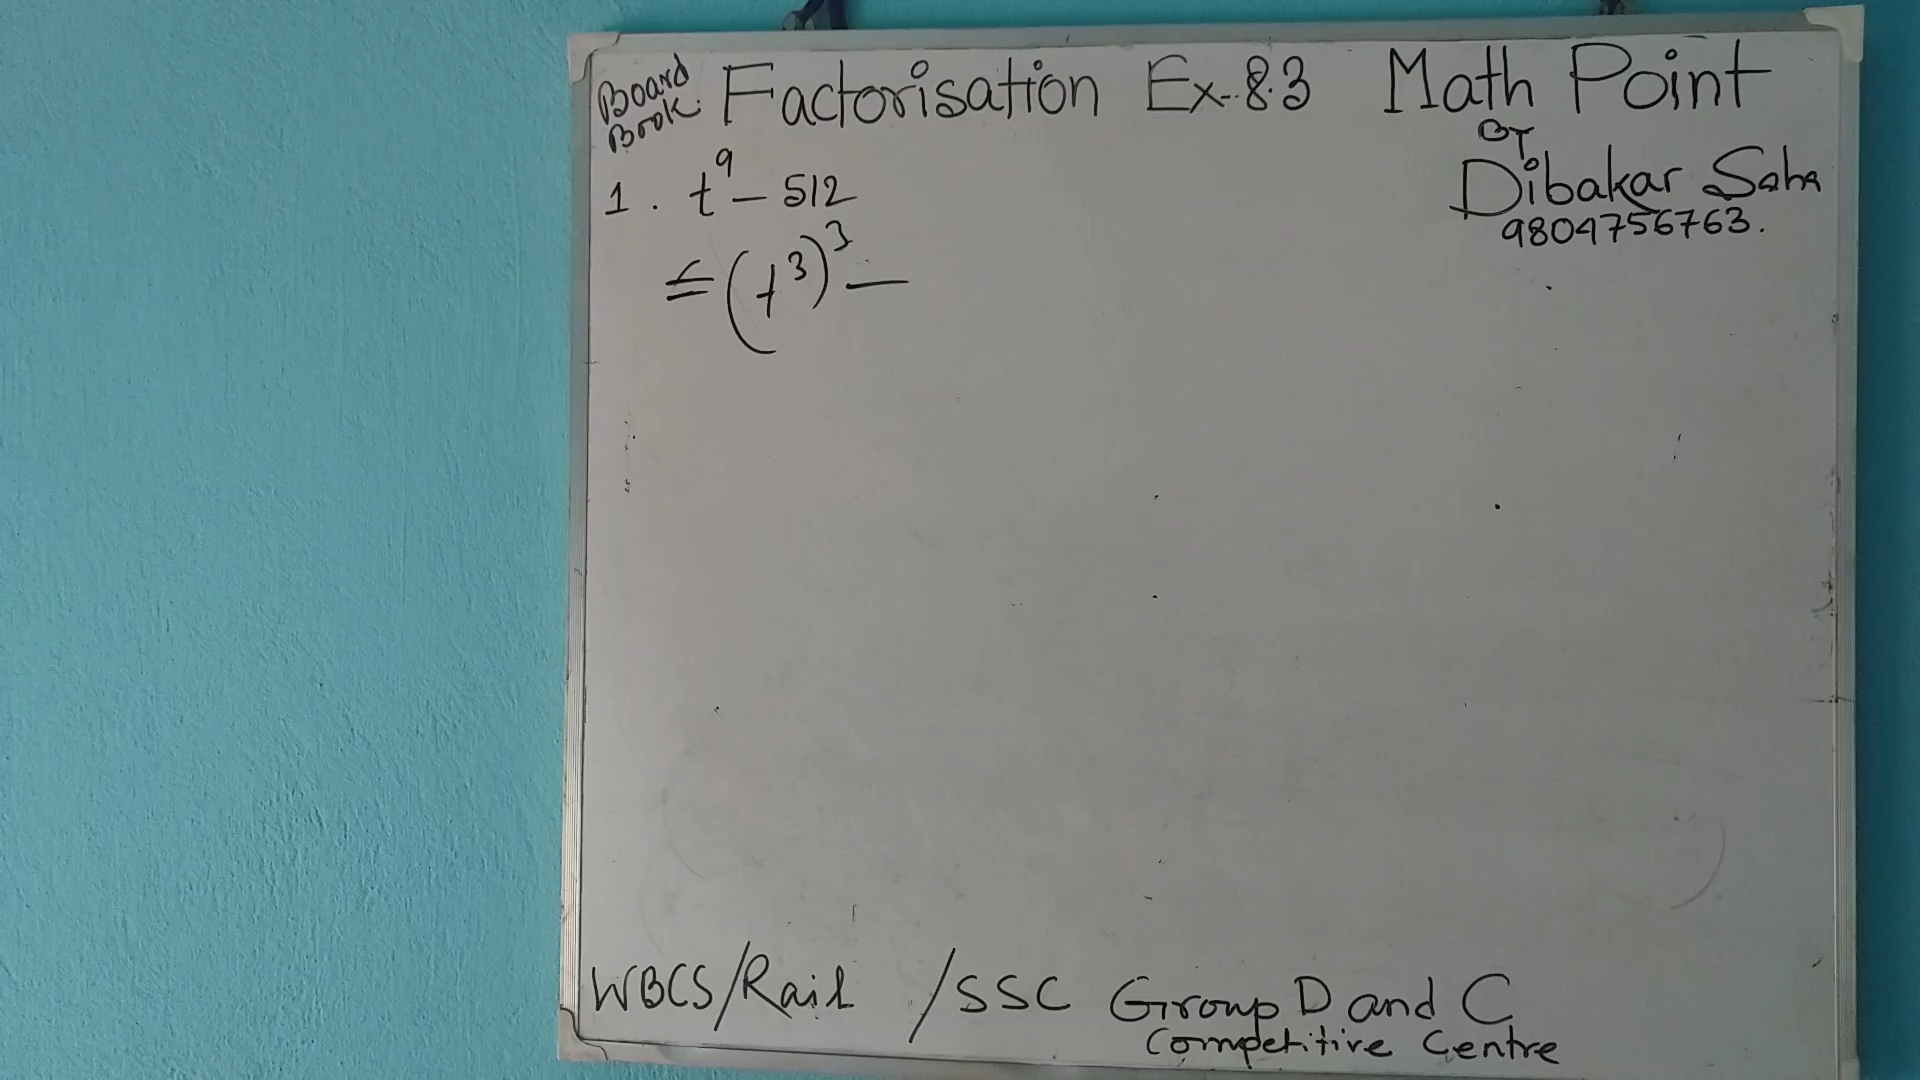 Board Book. Factorisation Ex-8.3 Math Point
BY
Dibakar Saha
9804756763.
1. t⁹ - 512
= (t³)³ -
WBCS/Rail /SSC Group D and C
Competitive Centre